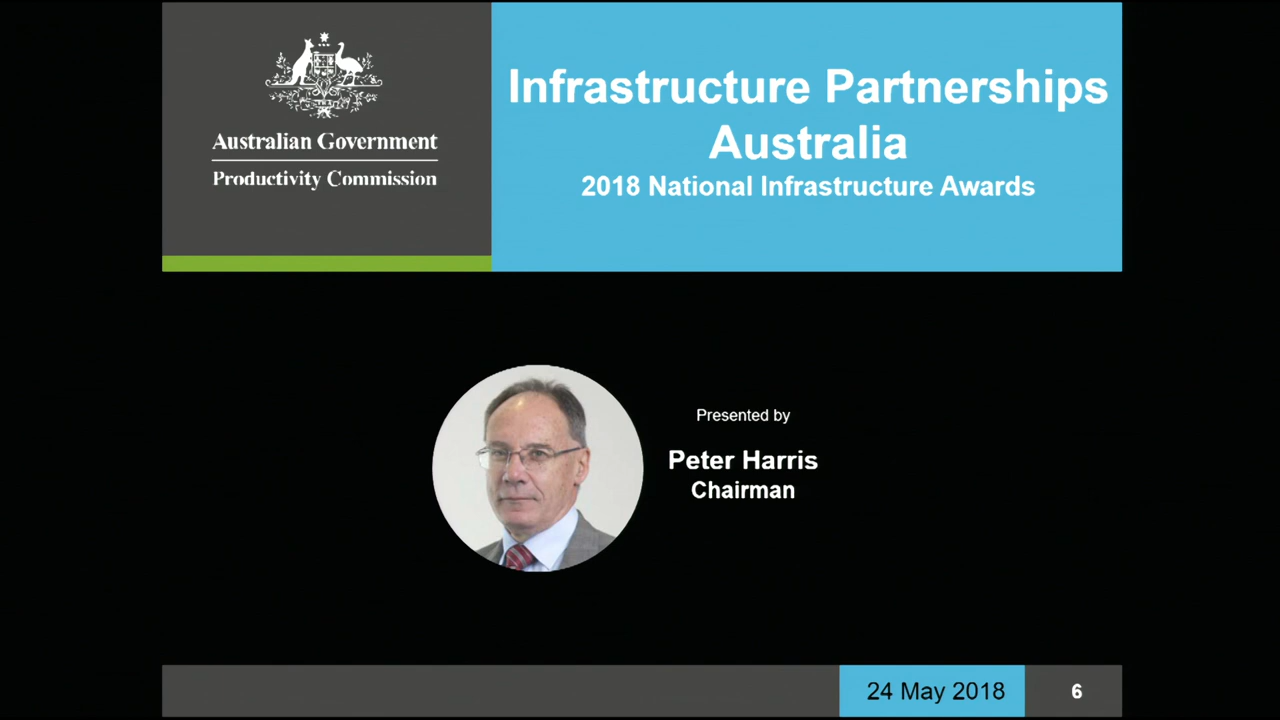 Australian Government
Productivity Commission
Infrastructure Partnerships
Australia
2018 National Infrastructure Awards
Presented by
Peter Harris
Chairman
24 May 2018
6